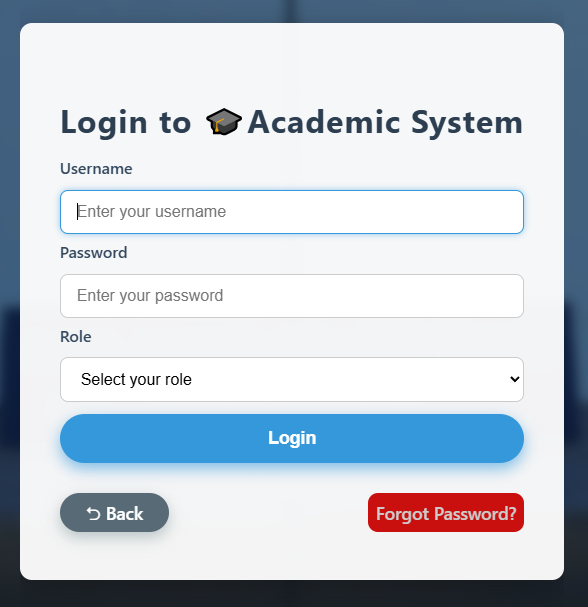 Login to 🎓Academic System
Username
Enter your username
Password
Enter your password
Role
Select your role
Login
⮌ Back
Forgot Password?